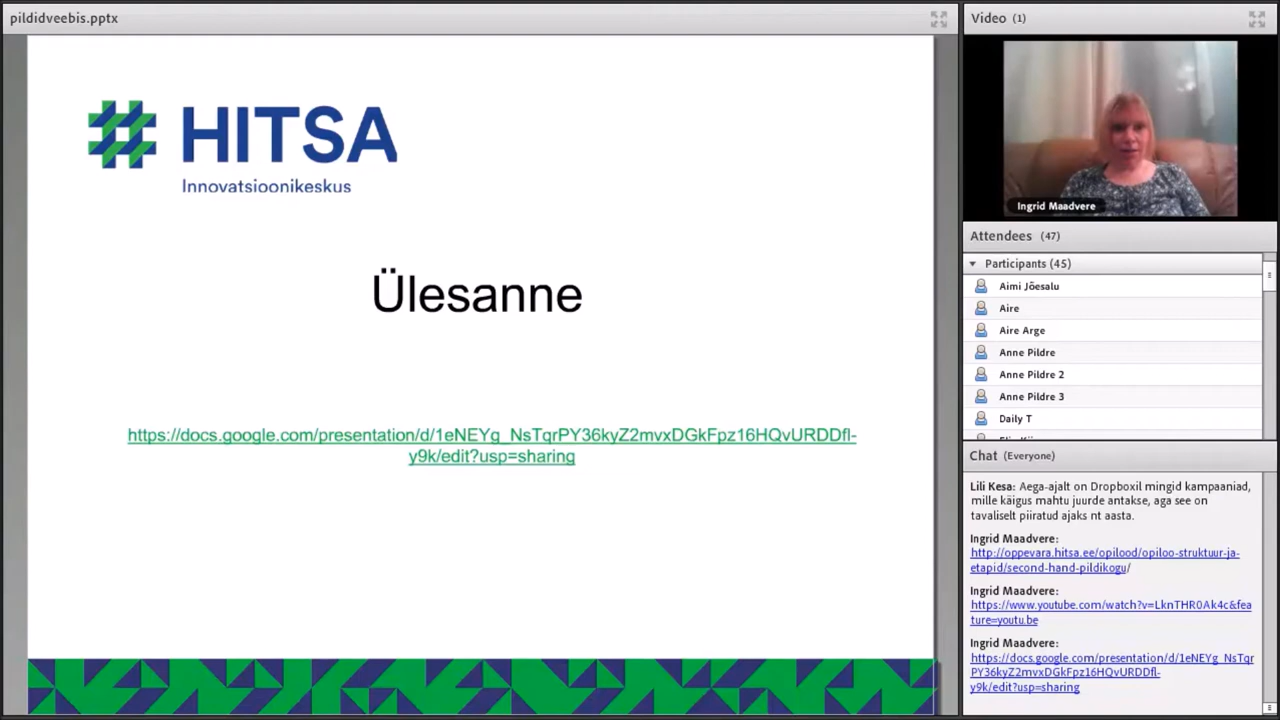 pildidveebis.pptx
HITSA
Innovatsioonikeskus
Ülesanne
https://docs.google.com/presentation/d/1eNEYg_NsTqrPY36kyZ2mvxDGkFpz16HQvURDDfl-
y9k/edit?usp=sharing
Video (1)
Ingrid Maadvere
Attendees (47)
Participants (45)
Aimi Jõesalu
Aire
Aire Arge
Anne Pildre
Anne Pildre 2
Anne Pildre 3
Daily T
Chat (Everyone)
Lili Kesa: Aega-ajalt on Dropboxil mingid kampaaniad,
mille käigus mahtu juurde antakse, aga see on
tavaliselt piiratud ajaks nt aasta.
Ingrid Maadvere:
http://oppevara.hitsa.ee/opilood/opiloo-struktuur-ja-
etapid/second-hand-pildikogu/
Ingrid Maadvere:
https://www.youtube.com/watch?v=LknTHR0Ak4c&fea
ture=youtu.be
Ingrid Maadvere:
https://docs.google.com/presentation/d/1eNEYg_NsTqr
PY36kyZ2mvxDGkFpz16HQvURDDfl-
y9k/edit?usp=sharing